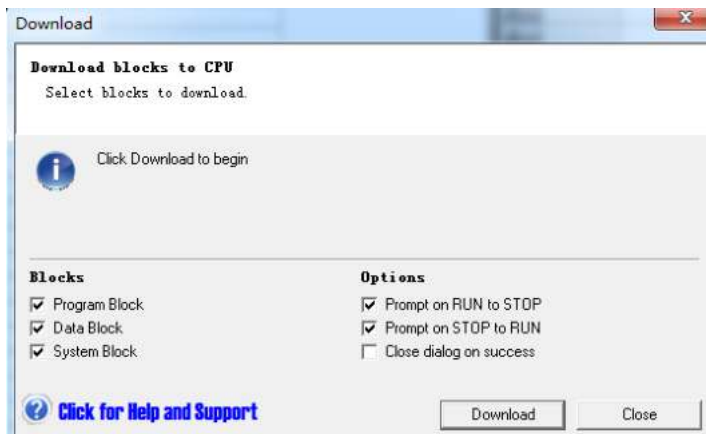 Download
Download blocks to CPU
Select blocks to download.
Click Download to begin
Blocks
Program Block
Data Block
System Block
Options
Prompt on RUN to STOP
Prompt on STOP to RUN
Close dialog on success
Click for Help and Support
Download
Close